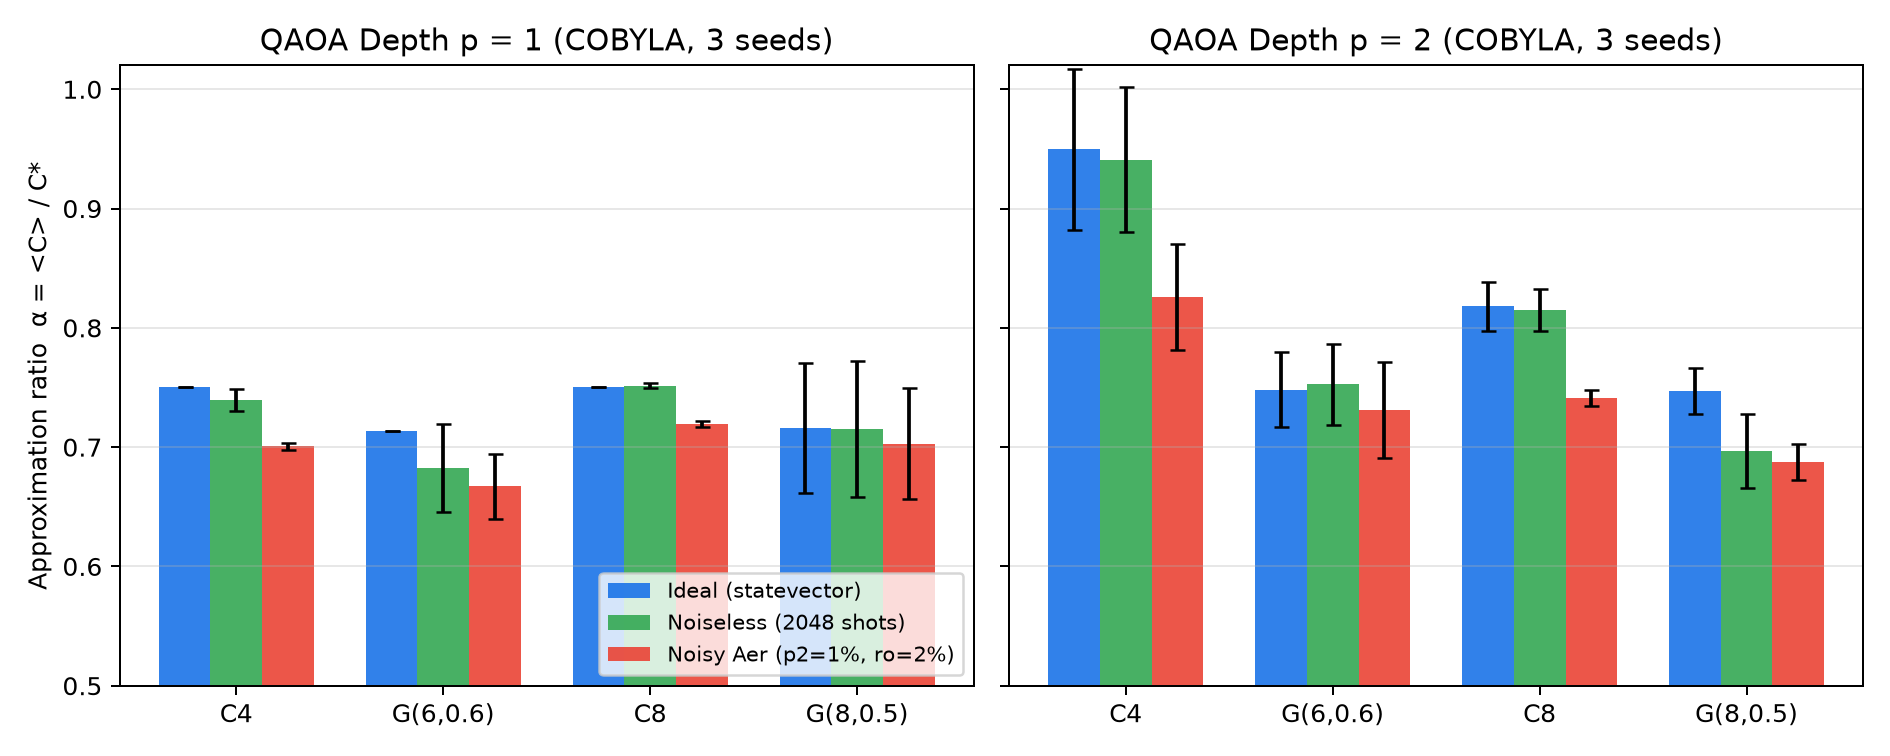 QAOA Depth p = 1 (COBYLA, 3 seeds)
QAOA Depth p = 2 (COBYLA, 3 seeds)
Approximation ratio α = <C> / C*
1.0
0.9
0.8
0.7
0.6
0.5
Ideal (statevector)
Noiseless (2048 shots)
Noisy Aer (p2=1%, ro=2%)
C4
G(6,0.6)
C8
G(8,0.5)
C4
G(6,0.6)
C8
G(8,0.5)